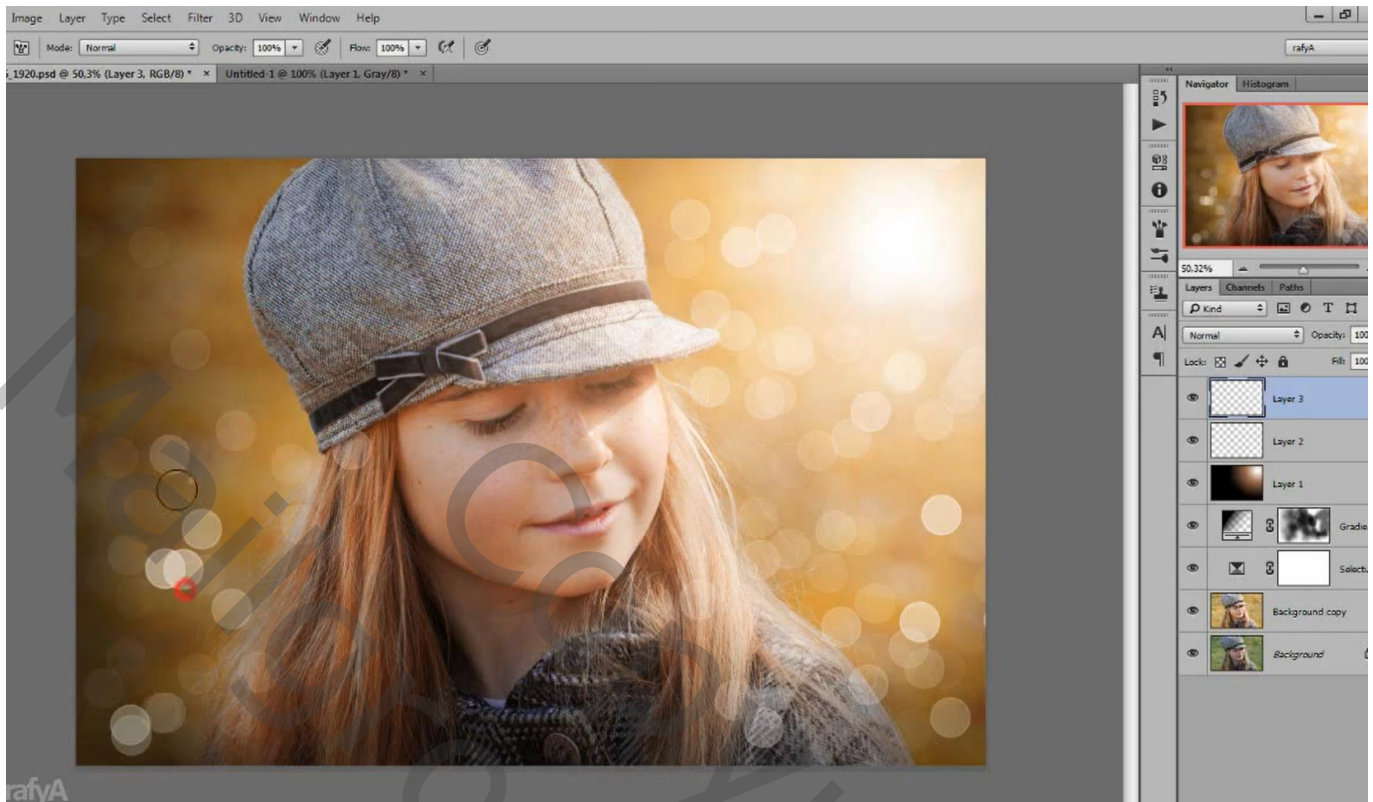 Image Layer Type Select Filter 3D View Window Help
Mode: Normal Opacity: 100% Flow: 100% rafyA
_1920.psd @ 50,3% (Layer 3, RGB/8) * × Untitled-1 @ 100% (Layer 1, Gray/8) * ×
Navigator Histogram
50,32%
Layers Channels Paths
Kind
Normal Opacity: 100
Lock: Fill: 100
Layer 3
Layer 2
Layer 1
Gradie
Selecti
Background copy
Background
rafyA